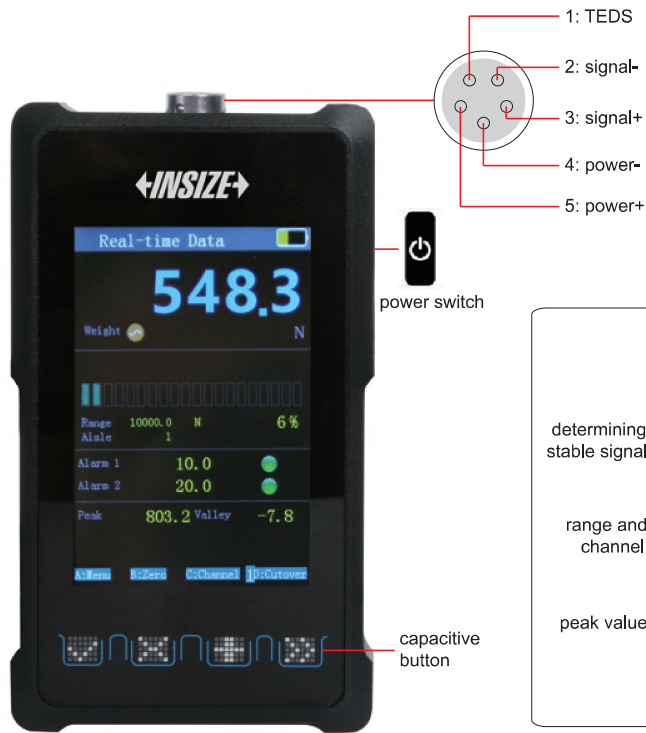 1: TEDS
2: signal-
3: signal+
4: power-
5: power+
INSIZE
power switch
Real-time Data
548.3
Weight N
Range 10000.0 N 6%
Aisle 1
Alarm 1 10.0
Alarm 2 20.0
Peak 803.2 Valley -7.8
A:Menu B:Zero C:Channel 1D:Cutover
capacitive
button
determining
stable signal
range and
channel
peak value